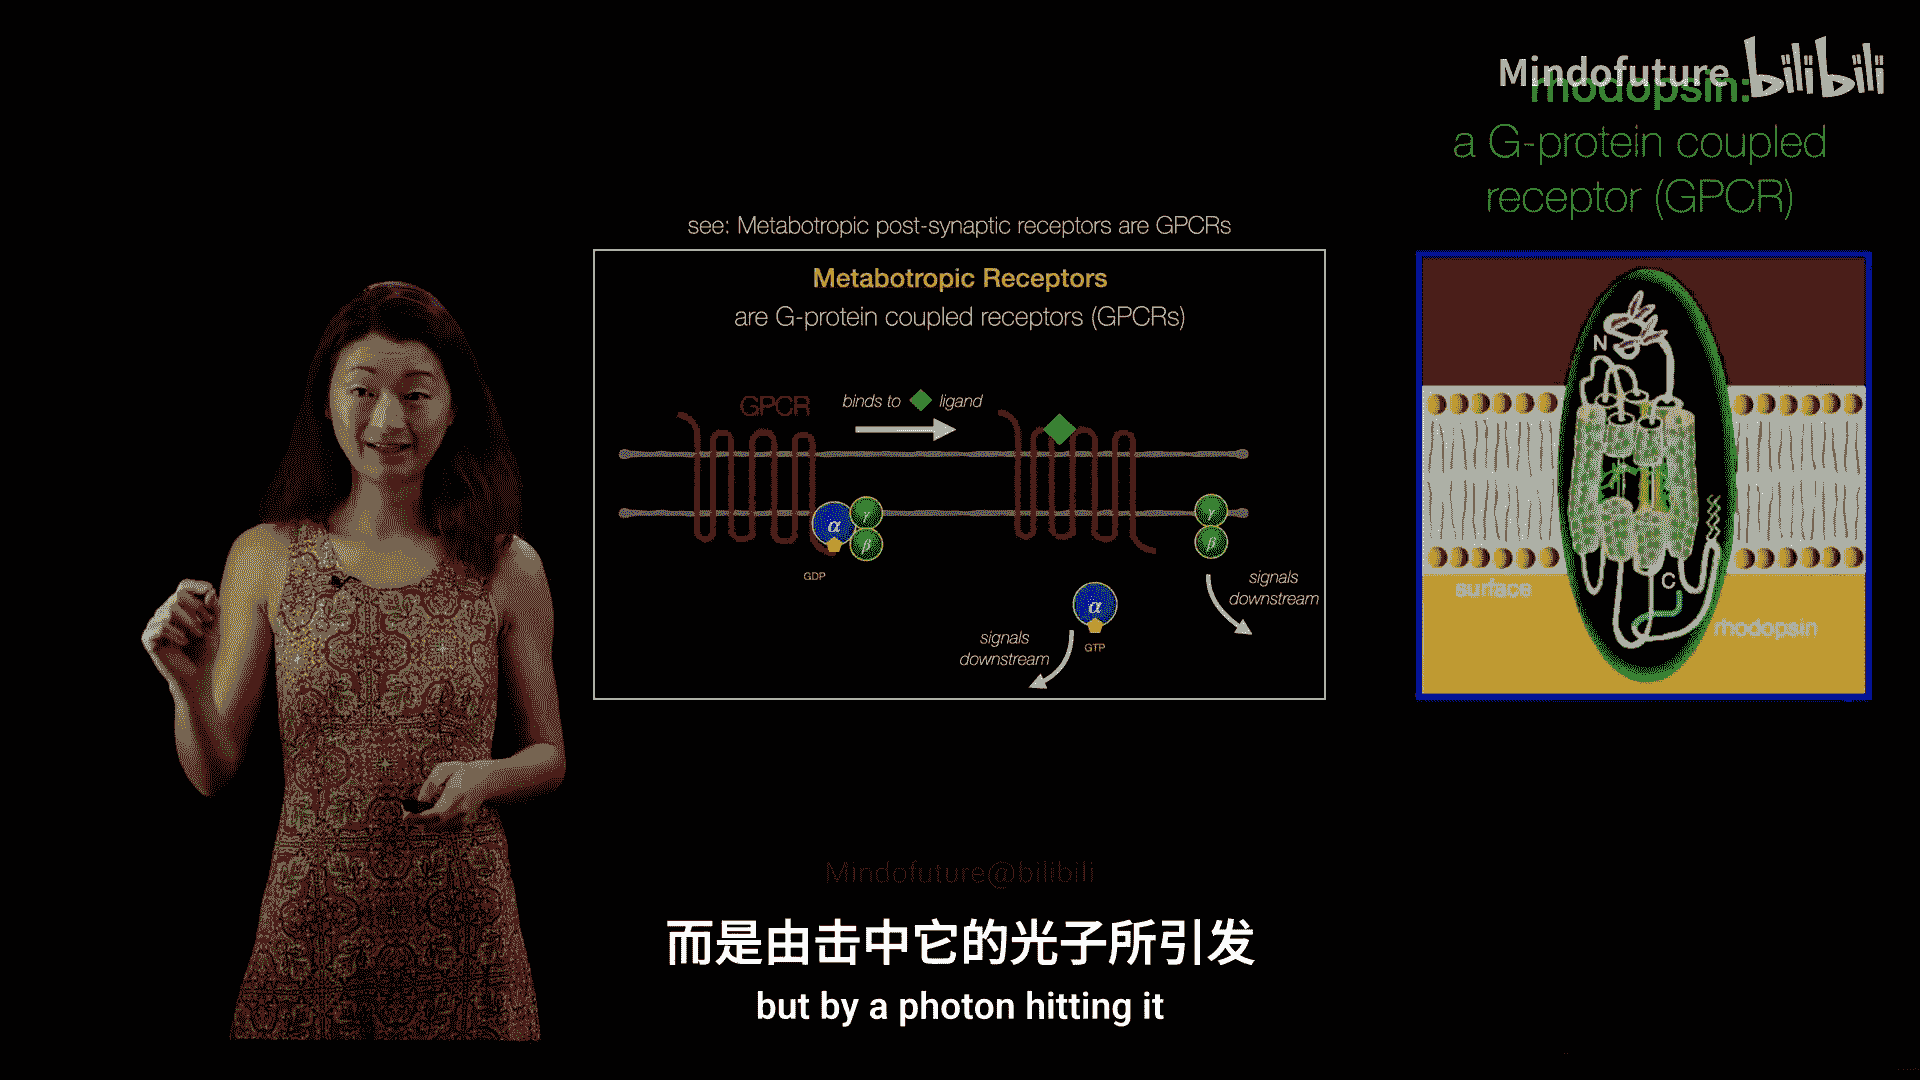 Mindofuture bilibili
rhodopsin:
a G-protein coupled
receptor (GPCR)
see: Metabotropic post-synaptic receptors are GPCRs
Metabotropic Receptors
are G-protein coupled receptors (GPCRs)
GPCR
binds to
ligand
α
γ
β
GDP
γ
β
α
GTP
signals
downstream
signals
downstream
N
C
surface
rhodopsin
Mindofuture@bilibili
而是由击中它的光子所引发
but by a photon hitting it